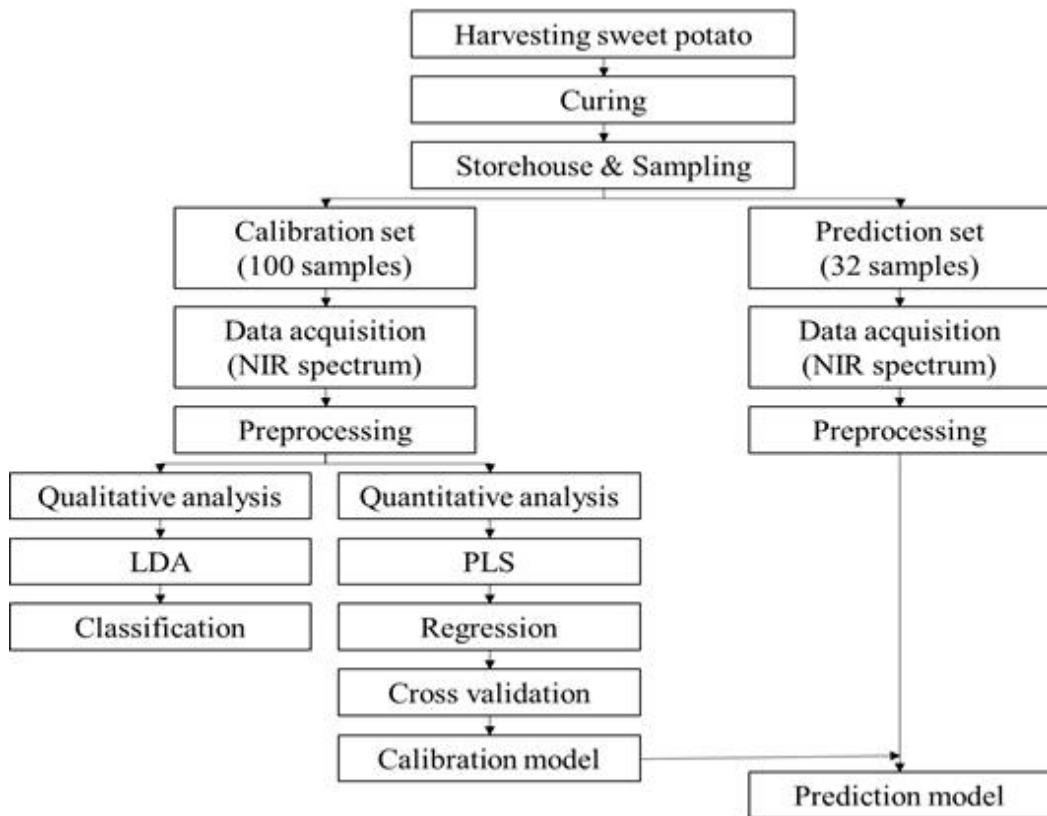 Harvesting sweet potato
Curing
Storehouse & Sampling
Calibration set
(100 samples)
Prediction set
(32 samples)
Data acquisition
(NIR spectrum)
Data acquisition
(NIR spectrum)
Preprocessing
Preprocessing
Qualitative analysis
Quantitative analysis
LDA
PLS
Classification
Regression
Cross validation
Calibration model
Prediction model